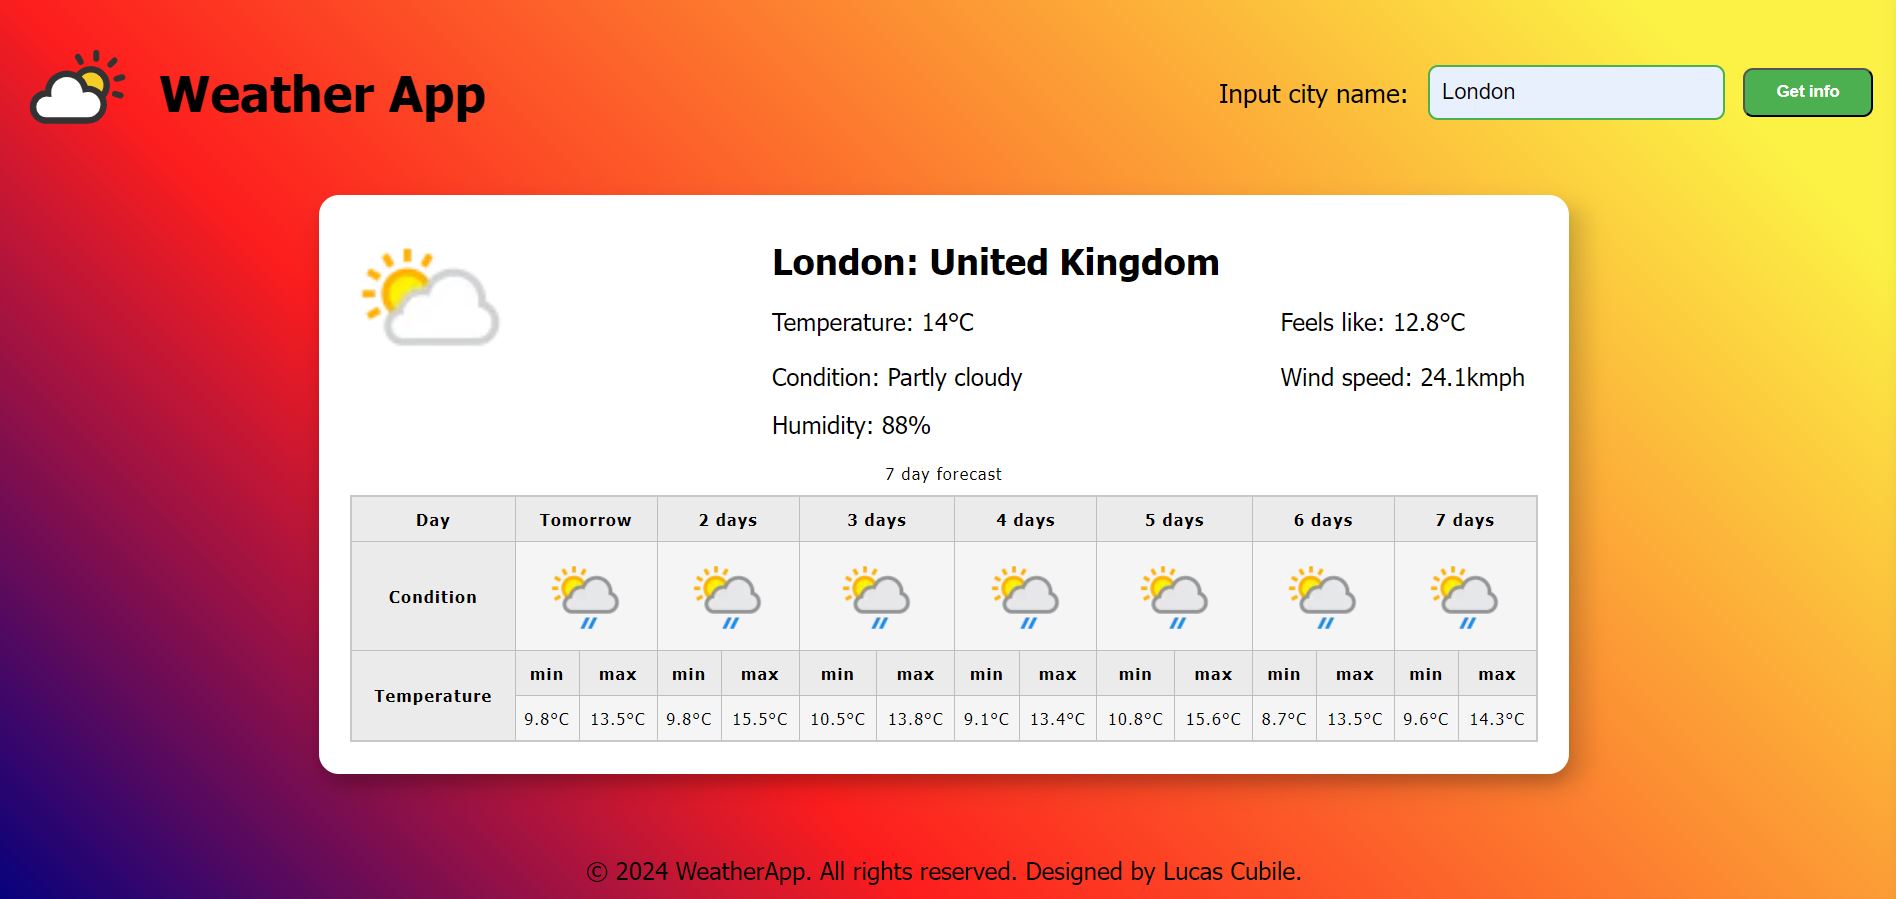 Weather App
Input city name: London Get info
London: United Kingdom
Temperature: 14°C Feels like: 12.8°C
Condition: Partly cloudy Wind speed: 24.1kmph
Humidity: 88%
7 day forecast
Day Tomorrow 2 days 3 days 4 days 5 days 6 days 7 days
Condition
Temperature
min max min max min max min max min max min max min max
9.8°C 13.5°C 9.8°C 15.5°C 10.5°C 13.8°C 9.1°C 13.4°C 10.8°C 15.6°C 8.7°C 13.5°C 9.6°C 14.3°C
© 2024 WeatherApp. All rights reserved. Designed by Lucas Cubile.